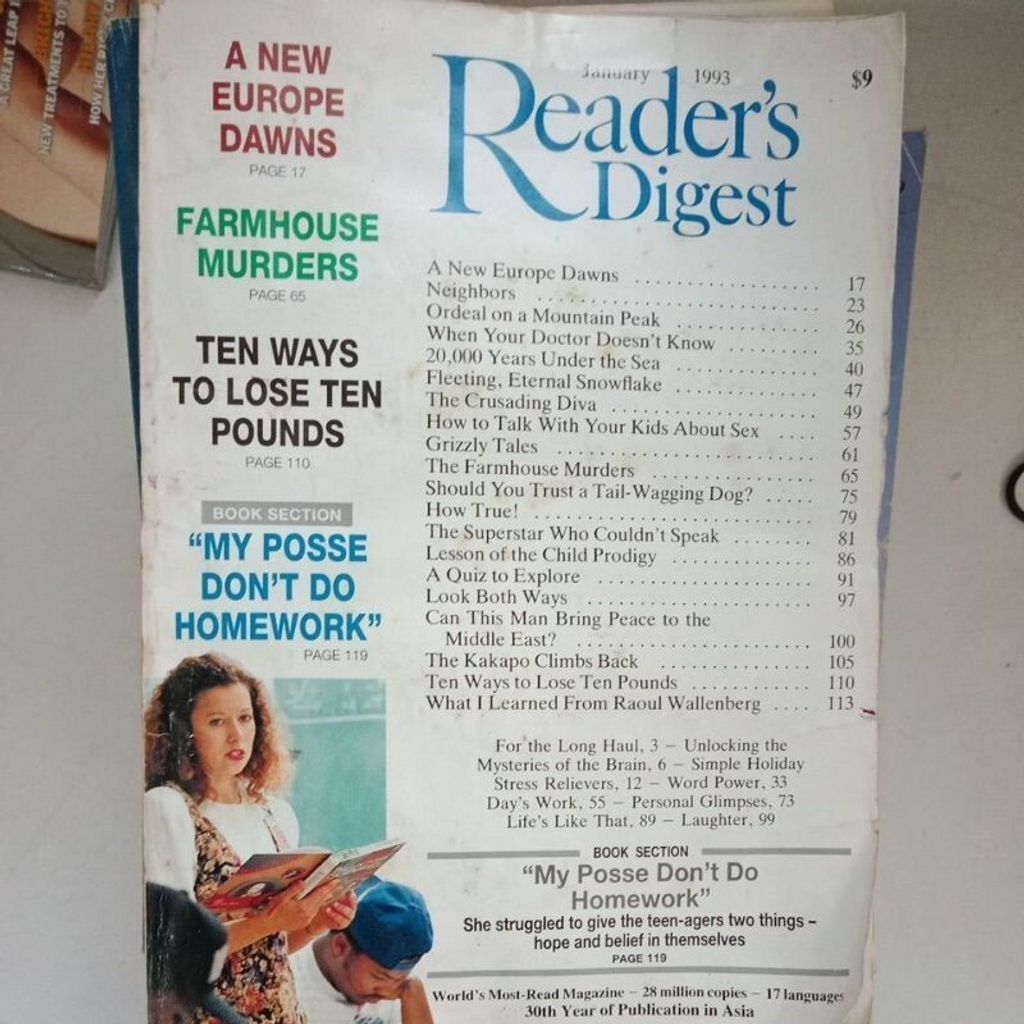 A GREAT LEAP
NEW TREATMENTS TO
HOW HER
A NEW
EUROPE
DAWNS
PAGE 17
FARMHOUSE
MURDERS
PAGE 65
TEN WAYS
TO LOSE TEN
POUNDS
PAGE 110
BOOK SECTION
“MY POSSE
DON'T DO
HOMEWORK”
PAGE 119
January 1993 $9
Reader's
Digest
A New Europe Dawns .................. 17
Neighbors .......................... 23
Ordeal on a Mountain Peak ............. 26
When Your Doctor Doesn't Know ......... 35
20,000 Years Under the Sea ............. 40
Fleeting, Eternal Snowflake ............. 47
The Crusading Diva .................... 49
How to Talk With Your Kids About Sex .... 57
Grizzly Tales ......................... 61
The Farmhouse Murders ................ 65
Should You Trust a Tail-Wagging Dog? ..... 75
How True! ........................... 79
The Superstar Who Couldn't Speak ........ 81
Lesson of the Child Prodigy ............. 86
A Quiz to Explore ..................... 91
Look Both Ways ...................... 97
Can This Man Bring Peace to the
Middle East? ....................... 100
The Kakapo Climbs Back ............... 105
Ten Ways to Lose Ten Pounds ............ 110
What I Learned From Raoul Wallenberg .... 113
For the Long Haul, 3 – Unlocking the
Mysteries of the Brain, 6 – Simple Holiday
Stress Relievers, 12 – Word Power, 33
Day's Work, 55 – Personal Glimpses, 73
Life's Like That, 89 – Laughter, 99
BOOK SECTION
“My Posse Don't Do
Homework”
She struggled to give the teen-agers two things –
hope and belief in themselves
PAGE 119
World's Most-Read Magazine – 28 million copies – 17 languages
30th Year of Publication in Asia